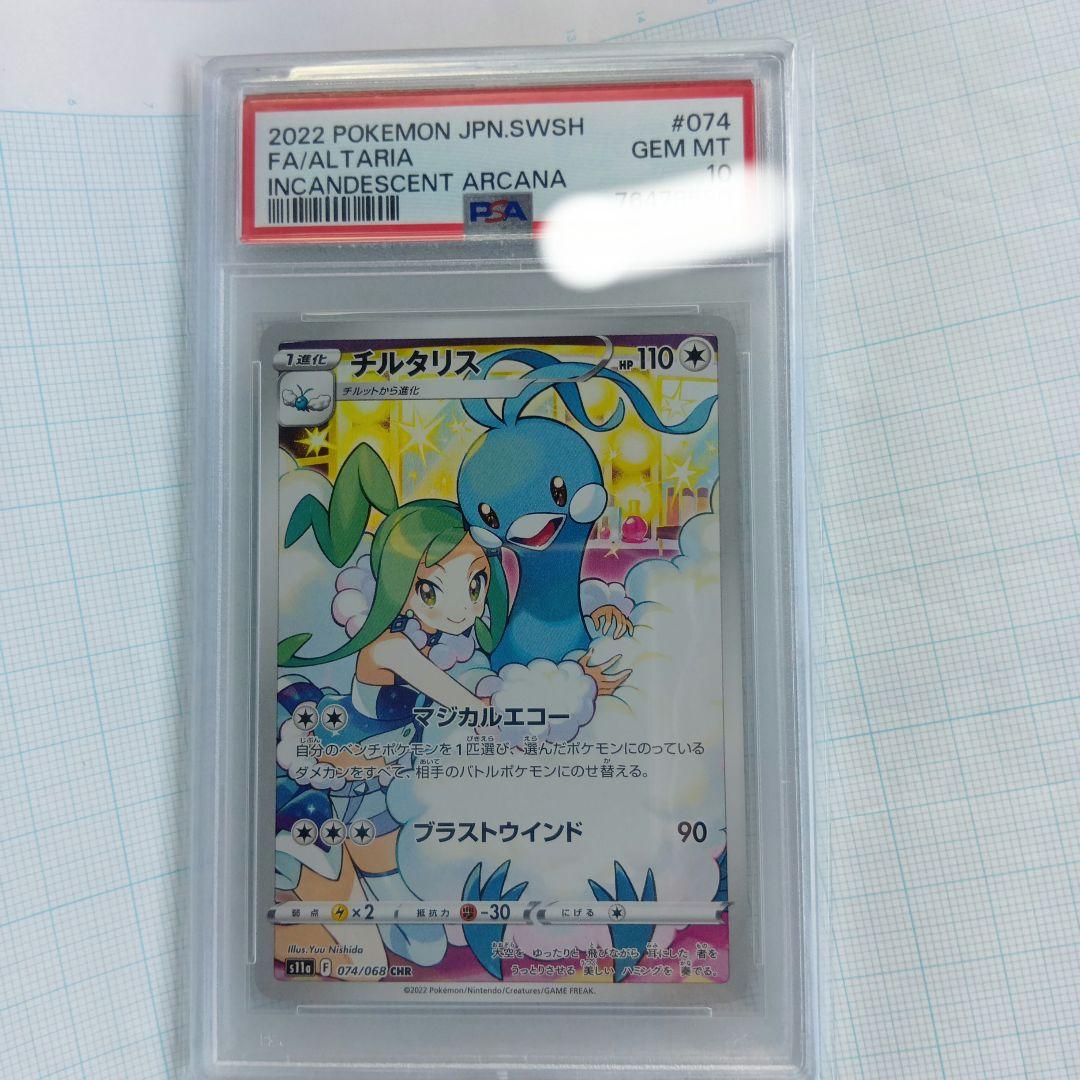 2022 POKEMON JPN.SWSH #074
FA/ALTARIA GEM MT
INCANDESCENT ARCANA 10
PSA
1進化 チルタリス HP 110
チルットから進化
マジカルエコー
自分のベンチポケモンを1匹選び、選んだポケモンにのっている
ダメカンをすべて、相手のバトルポケモンにのせ替える。
ブラストウインド 90
弱点 ×2 抵抗力 -30 にげる
Illus. Yuu Nishida
大空を ゆったりと 飛びながら 耳にした 者を
うっとりさせる 美しい ハミングを 奏でる。
s11a F 074/068 CHR
©2022 Pokémon/Nintendo/Creatures/GAME FREAK.